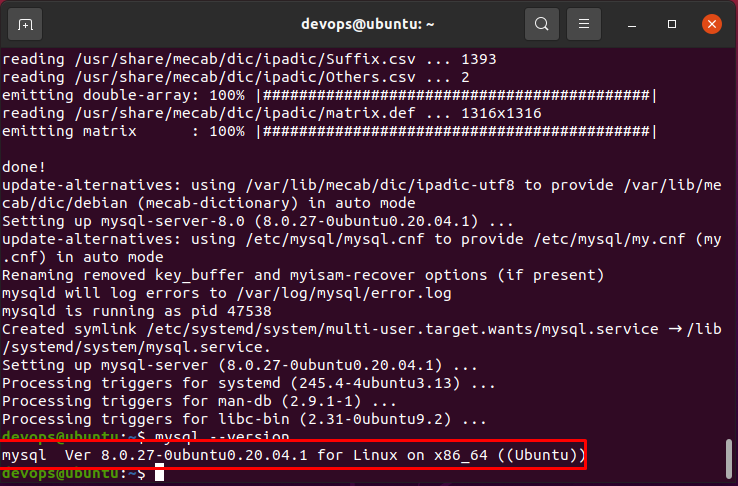 devops@ubuntu: ~
reading /usr/share/mecab/dic/ipadic/Suffix.csv ... 1393
reading /usr/share/mecab/dic/ipadic/Others.csv ... 2
emitting double-array: 100% |###########################################|
reading /usr/share/mecab/dic/ipadic/matrix.def ... 1316x1316
emitting matrix      : 100% |###########################################|
done!
update-alternatives: using /var/lib/mecab/dic/ipadic-utf8 to provide /var/lib/me
cab/dic/debian (mecab-dictionary) in auto mode
Setting up mysql-server-8.0 (8.0.27-0ubuntu0.20.04.1) ...
update-alternatives: using /etc/mysql/mysql.cnf to provide /etc/mysql/my.cnf (my
.cnf) in auto mode
Renaming removed key_buffer and myisam-recover options (if present)
mysqld will log errors to /var/log/mysql/error.log
mysqld is running as pid 47538
Created symlink /etc/systemd/system/multi-user.target.wants/mysql.service → /lib
/systemd/system/mysql.service.
Setting up mysql-server (8.0.27-0ubuntu0.20.04.1) ...
Processing triggers for systemd (245.4-4ubuntu3.13) ...
Processing triggers for man-db (2.9.1-1) ...
Processing triggers for libc-bin (2.31-0ubuntu9.2) ...
devops@ubuntu:~$ mysql --version
mysql  Ver 8.0.27-0ubuntu0.20.04.1 for Linux on x86_64 ((Ubuntu))
devops@ubuntu:~$